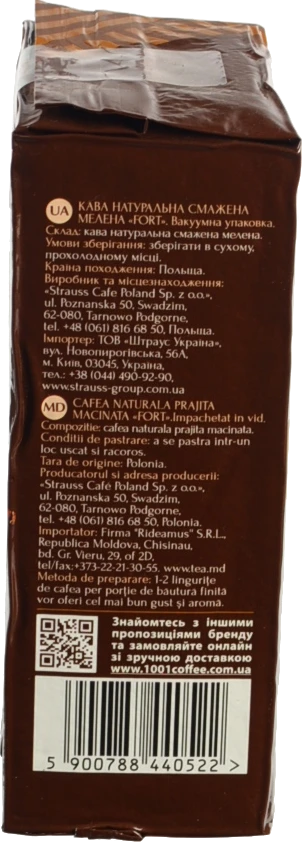 UA КАВА НАТУРАЛЬНА СМАЖЕНА
МЕЛЕНА «FORT». Вакуумна упаковка.
Склад: кава натуральна смажена мелена.
Умови зберігання: зберігати в сухому,
прохолодному місці.
Країна походження: Польща.
Виробник та місцезнаходження:
«Strauss Cafe Poland Sp. z o.o.»,
ul. Poznanska 50, Swadzim,
62-080, Tarnowo Podgorne,
tel. +48 (061) 816 68 50, Польща.
Імпортер: ТОВ «Штраус Україна»,
вул. Новопирогівська, 56А,
м. Київ, 03045, Україна,
тел.: +38 (044) 490-92-90,
www.strauss-group.com.ua
MD CAFEA NATURALA PRAJITA
MACINATA «FORT».Impachetat in vid.
Compozitie: cafea naturala prajita macinata.
Conditii de pastrare: a se pastra intr-un
loc uscat si racoros.
Tara de origine: Polonia.
Producatorul si adresa producerii:
«Strauss Café Poland Sp. z o.o.»,
ul. Poznanska 50, Swadzim,
62-080, Tarnowo Podgorne,
tel. +48 (061) 816 68 50, Polonia.
Importator: Firma "Rideamus" S.R.L.,
Republica Moldova, Chisinau,
bd. Gr. Vieru, 29, of 2D,
tel/fax:+373-22-21-30-55. www.tea.md
Metoda de preparare: 1-2 lingurițe
de cafea per porție de băutură finită
vor oferi cel mai bun gust și aromă.
Знайомтесь з іншими
пропозиціями бренду
та замовляйте онлайн
зі зручною доставкою
www.1001coffee.com.ua
5 900788 440522 >